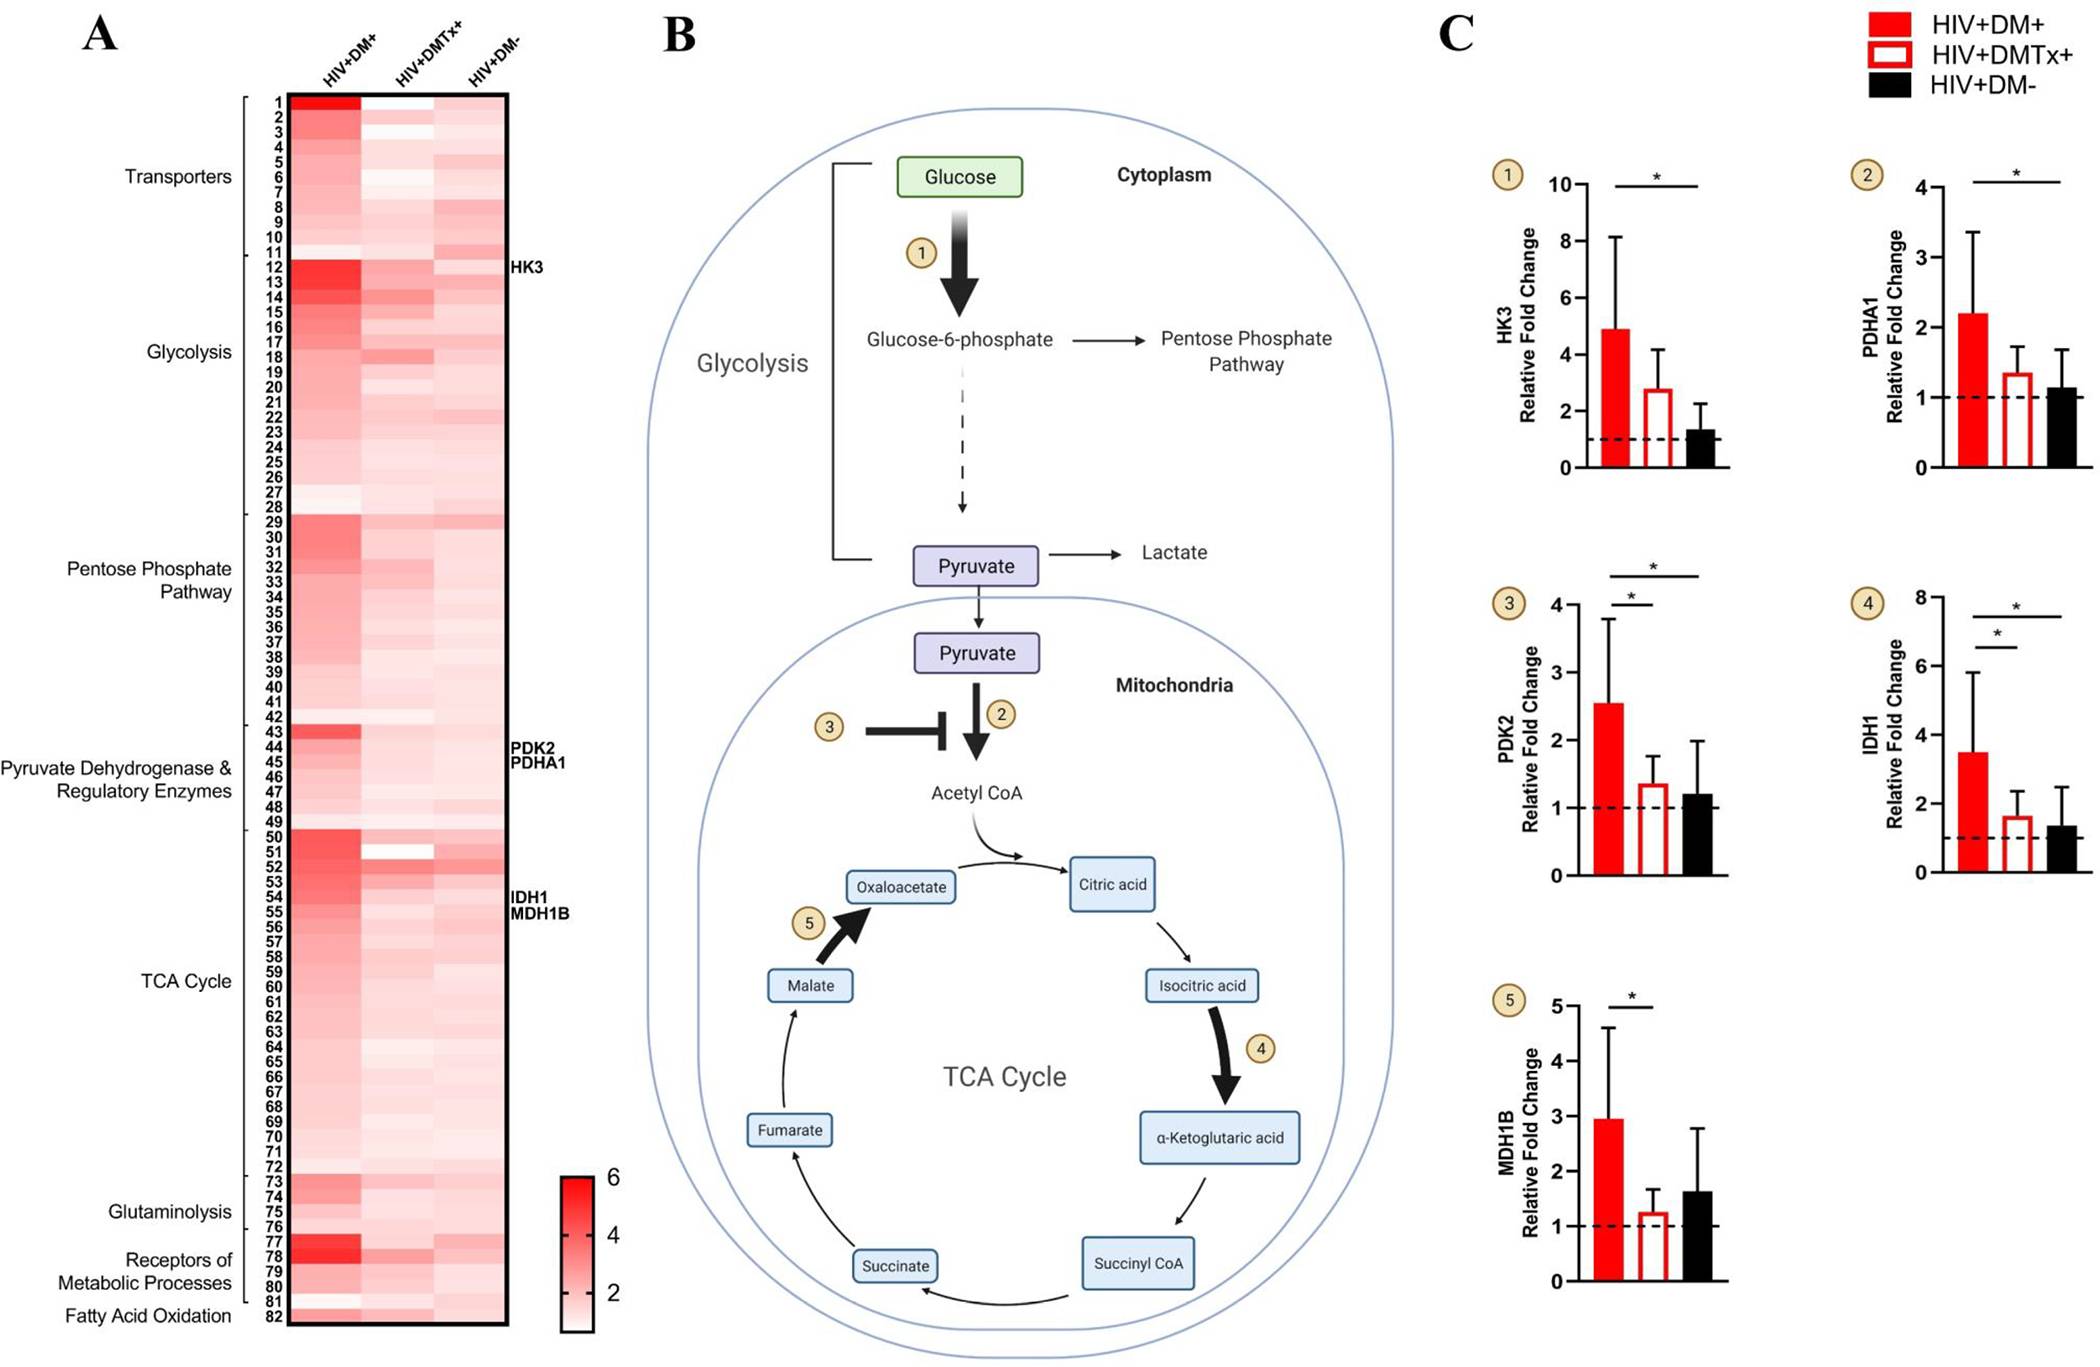 A
HIV+DM+
HIV+DMTx+
HIV+DM-
Transporters
Glycolysis
Pentose Phosphate
Pathway
Pyruvate Dehydrogenase &
Regulatory Enzymes
TCA Cycle
Glutaminolysis
Receptors of
Metabolic Processes
Fatty Acid Oxidation
1
2
3
4
5
6
7
8
9
10
11
12
13
14
15
16
17
18
19
20
21
22
23
24
25
26
27
28
29
30
31
32
33
34
35
36
37
38
39
40
41
42
43
44
45
46
47
48
49
50
51
52
53
54
55
56
57
58
59
60
61
62
63
64
65
66
67
68
69
70
71
72
73
74
75
76
77
78
79
80
81
82
HK3
PDK2
PDHA1
IDH1
MDH1B
6
4
2
B
Cytoplasm
Glucose
1
Glucose-6-phosphate
Pentose Phosphate
Pathway
Glycolysis
Pyruvate
Lactate
Pyruvate
Mitochondria
3
2
Acetyl CoA
Oxaloacetate
Citric acid
5
Malate
Isocitric acid
4
TCA Cycle
Fumarate
α-Ketoglutaric acid
Succinate
Succinyl CoA
C
HIV+DM+
HIV+DMTx+
HIV+DM-
1
HK3
Relative Fold Change
10
8
6
4
2
0
*
2
PDHA1
Relative Fold Change
4
3
2
1
0
*
3
PDK2
Relative Fold Change
4
3
2
1
0
*
*
4
IDH1
Relative Fold Change
8
6
4
2
0
*
*
5
MDH1B
Relative Fold Change
5
4
3
2
1
0
*